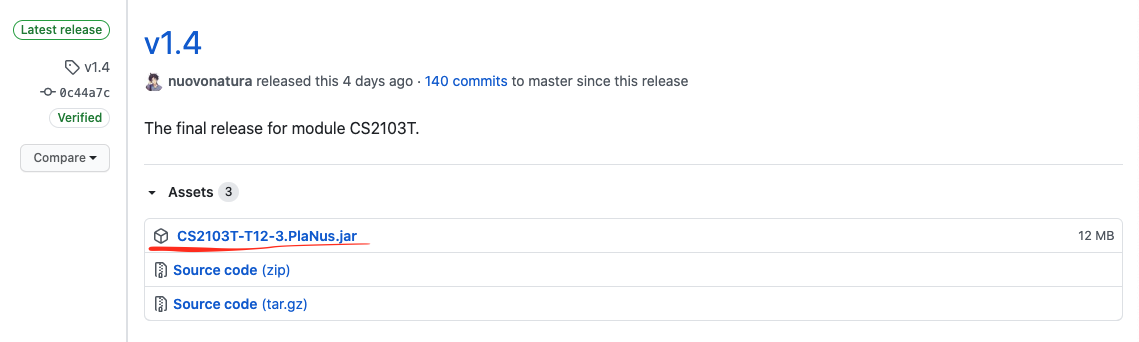 Latest release
v1.4
0c44a7c
Verified
Compare
v1.4
nuovonatura released this 4 days ago · 140 commits to master since this release
The final release for module CS2103T.
Assets 3
CS2103T-T12-3.PlaNus.jar 12 MB
Source code (zip)
Source code (tar.gz)